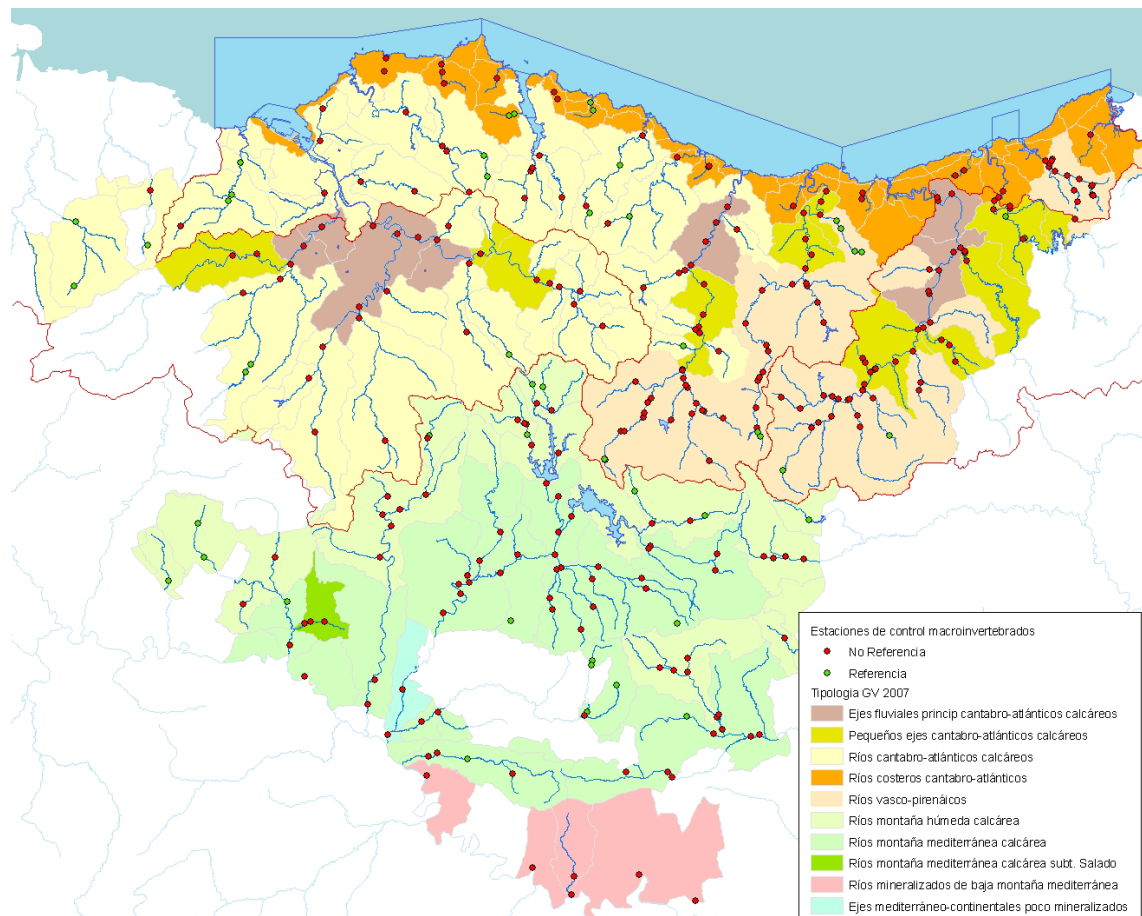 Estaciones de control macroinvertebrados
No Referencia
Referencia
Tipologia GV 2007
Ejes fluviales princip cantabro-atlánticos calcáreos
Pequeños ejes cantabro-atlánticos calcáreos
Ríos cantabro-atlánticos calcáreos
Ríos costeros cantabro-atlánticos
Ríos vasco-pirenáicos
Ríos montaña húmeda calcárea
Ríos montaña mediterránea calcárea
Ríos montaña mediterránea calcárea subt. Salado
Ríos mineralizados de baja montaña mediterránea
Ejes mediterráneo-continentales poco mineralizados